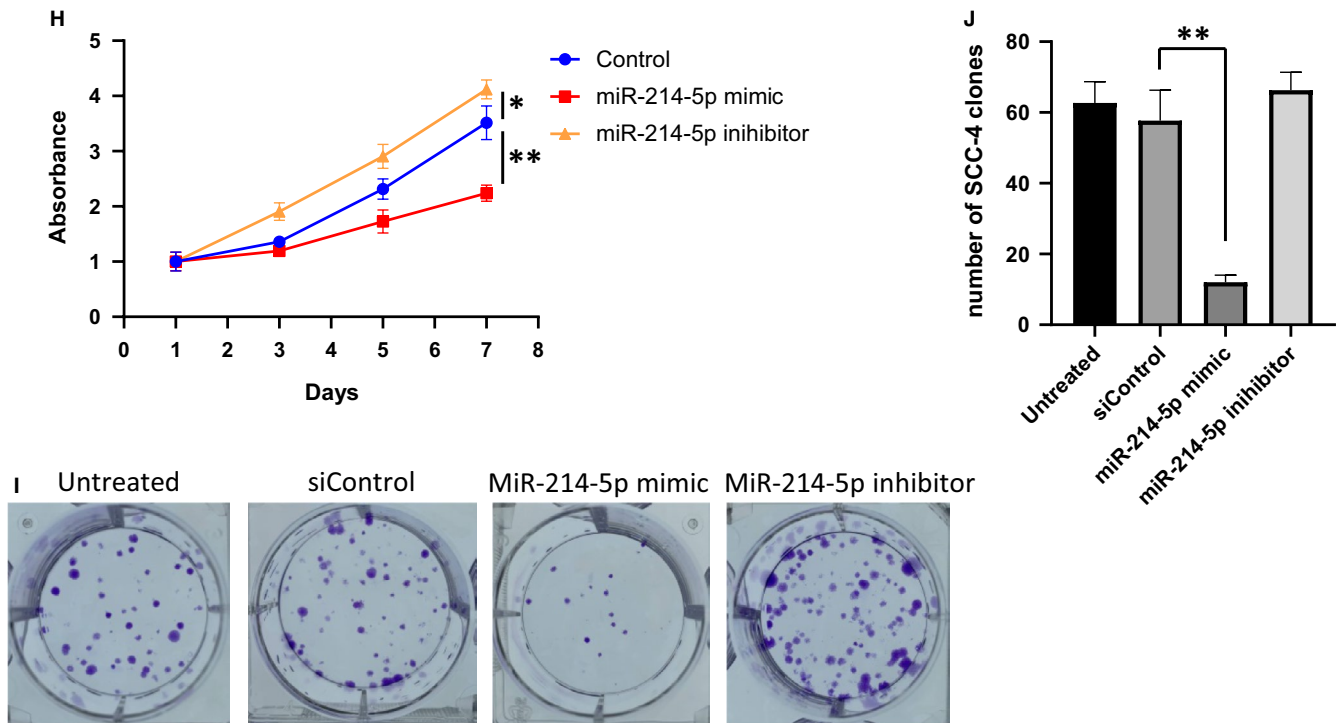 H
Absorbance
5
4
3
2
1
0
0 1 2 3 4 5 6 7 8
Days
Control
miR-214-5p mimic
miR-214-5p inihibitor
*
**
J
number of SCC-4 clones
80
60
40
20
0
**
Untreated
siControl
miR-214-5p mimic
miR-214-5p inihibitor
I
Untreated
siControl
MiR-214-5p mimic
MiR-214-5p inhibitor